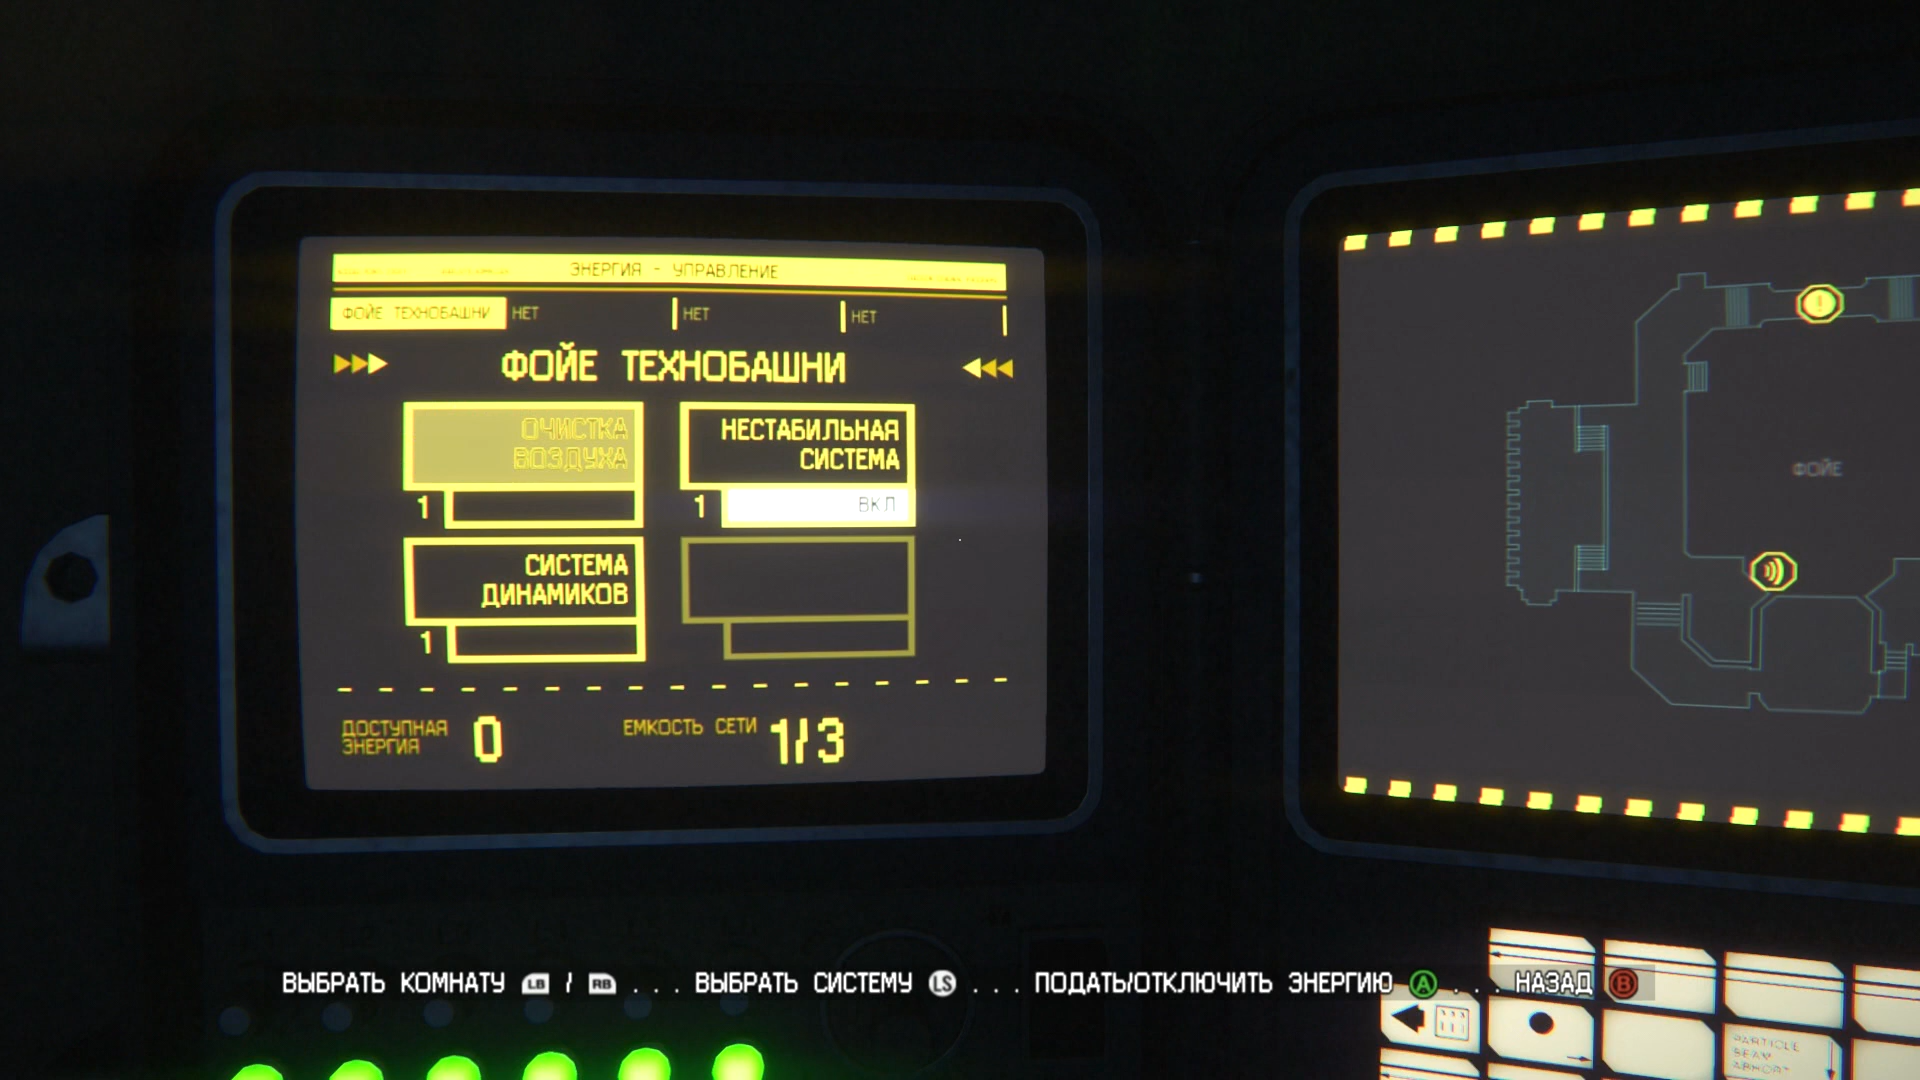 ЭНЕРГИЯ - УПРАВЛЕНИЕ
ФОЙЕ ТЕХНОБАШНИ НЕТ НЕТ НЕТ
ФОЙЕ ТЕХНОБАШНИ
ОЧИСТКА
ВОЗДУХА
1
НЕСТАБИЛЬНАЯ
СИСТЕМА
1 ВКЛ
СИСТЕМА
ДИНАМИКОВ
1
ДОСТУПНАЯ
ЭНЕРГИЯ 0
ЕМКОСТЬ СЕТИ 1/3
ФОЙЕ
ВЫБРАТЬ КОМНАТУ LB / RB ... ВЫБРАТЬ СИСТЕМУ LS ... ПОДАТЬ/ОТКЛЮЧИТЬ ЭНЕРГИЮ A ... НАЗАД B
PARTICLE
BEAM